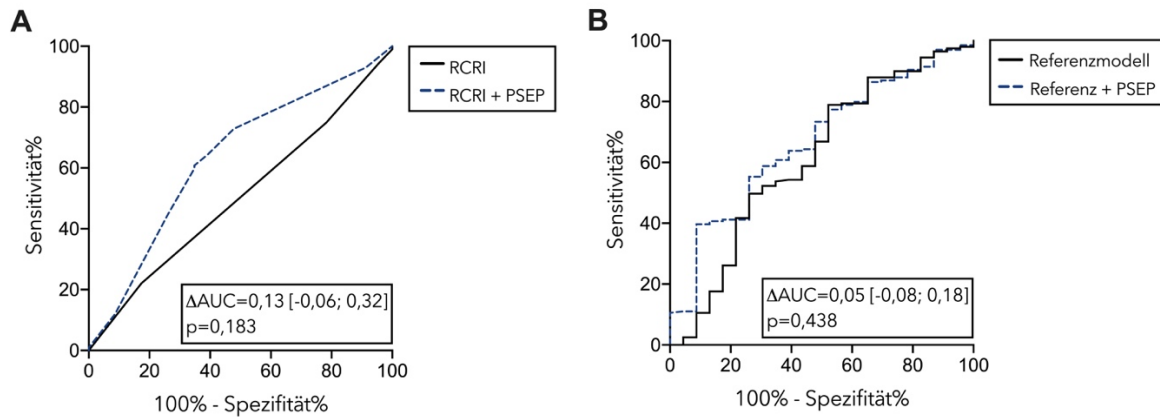 A
Sensitivität%
100
80
60
40
20
0
0 20 40 60 80 100
100% - Spezifität%
RCRI
RCRI + PSEP
ΔAUC=0,13 [-0,06; 0,32]
p=0,183
B
Sensitivität%
100
80
60
40
20
0
0 20 40 60 80 100
100% - Spezifität%
Referenzmodell
Referenz + PSEP
ΔAUC=0,05 [-0,08; 0,18]
p=0,438